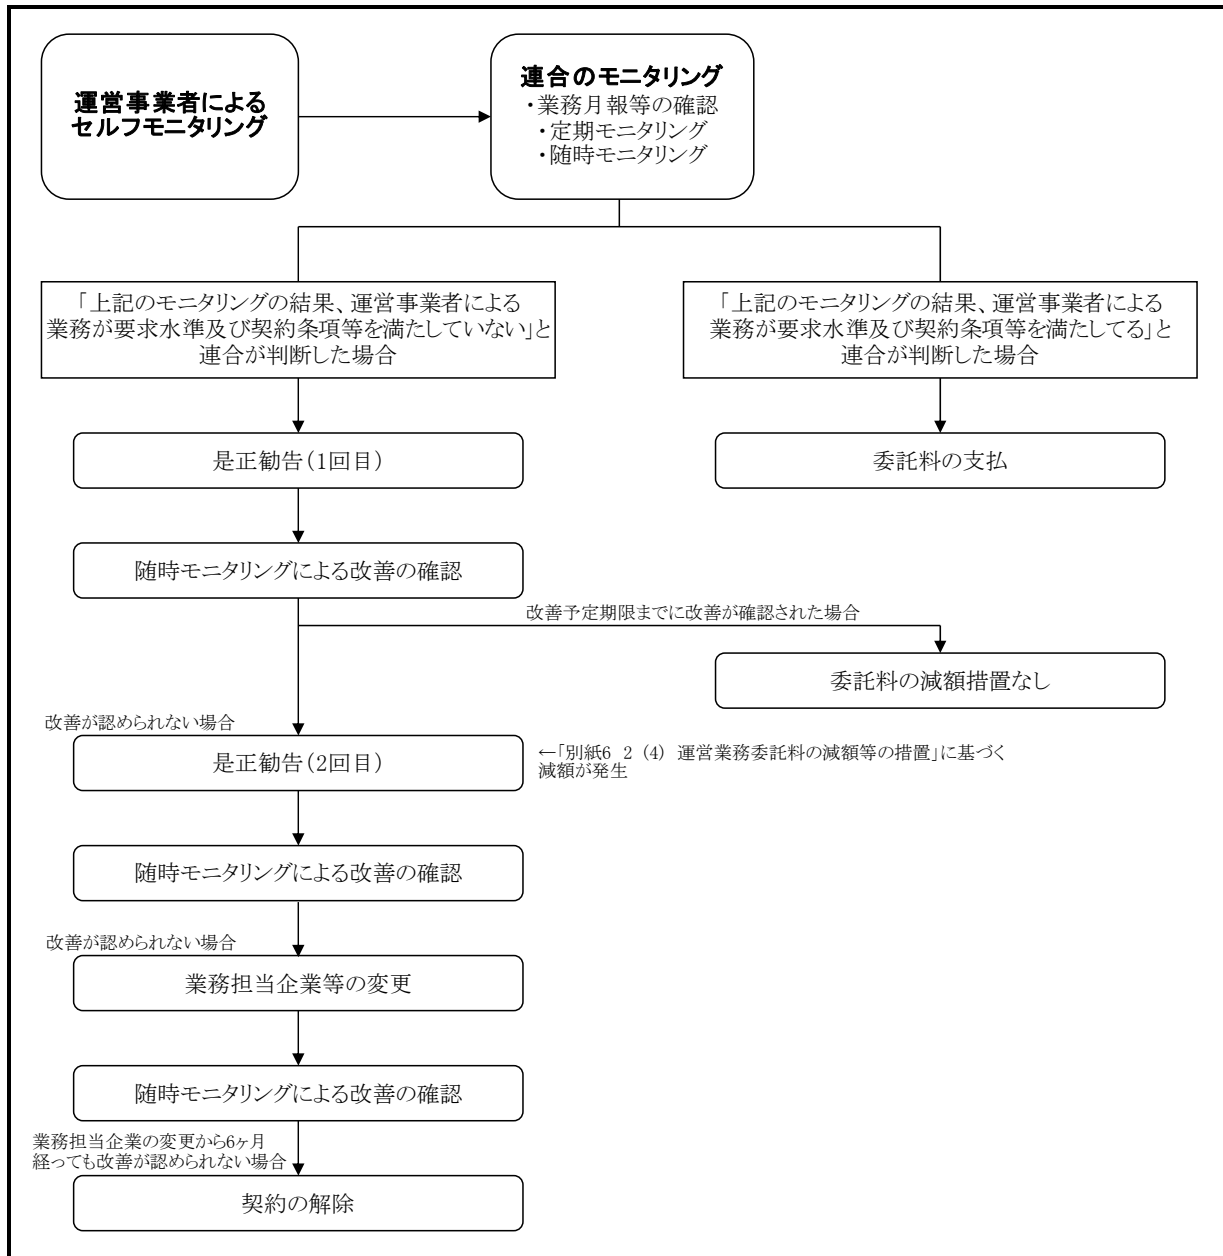 運営事業者による
セルフモニタリング
連合のモニタリング
・業務月報等の確認
・定期モニタリング
・随時モニタリング
「上記のモニタリングの結果、運営事業者による
業務が要求水準及び契約条項等を満たしていない」と
連合が判断した場合
「上記のモニタリングの結果、運営事業者による
業務が要求水準及び契約条項等を満たしてる」と
連合が判断した場合
是正勧告(1回目)
委託料の支払
随時モニタリングによる改善の確認
改善予定期限までに改善が確認された場合
委託料の減額措置なし
改善が認められない場合
是正勧告(2回目)
←「別紙6 2 (4) 運営業務委託料の減額等の措置」に基づく
減額が発生
随時モニタリングによる改善の確認
改善が認められない場合
業務担当企業等の変更
随時モニタリングによる改善の確認
業務担当企業の変更から6ヶ月
経っても改善が認められない場合
契約の解除